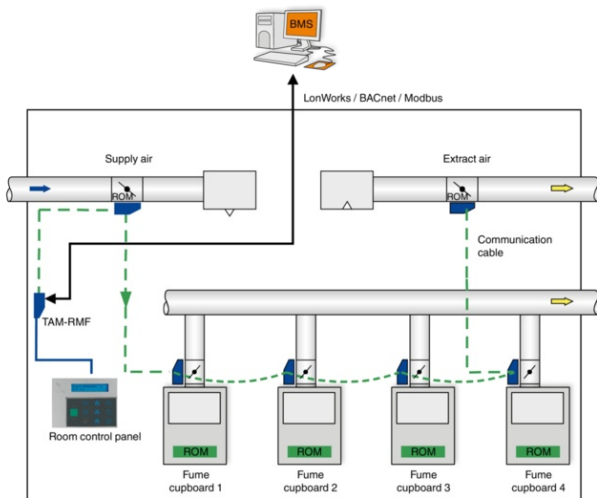 BMS
LonWorks / BACnet / Modbus
Supply air
Extract air
ROM
ROM
Communication
cable
TAM-RMF
Room control panel
ROM
ROM
ROM
ROM
Fume
cupboard 1
Fume
cupboard 2
Fume
cupboard 3
Fume
cupboard 4